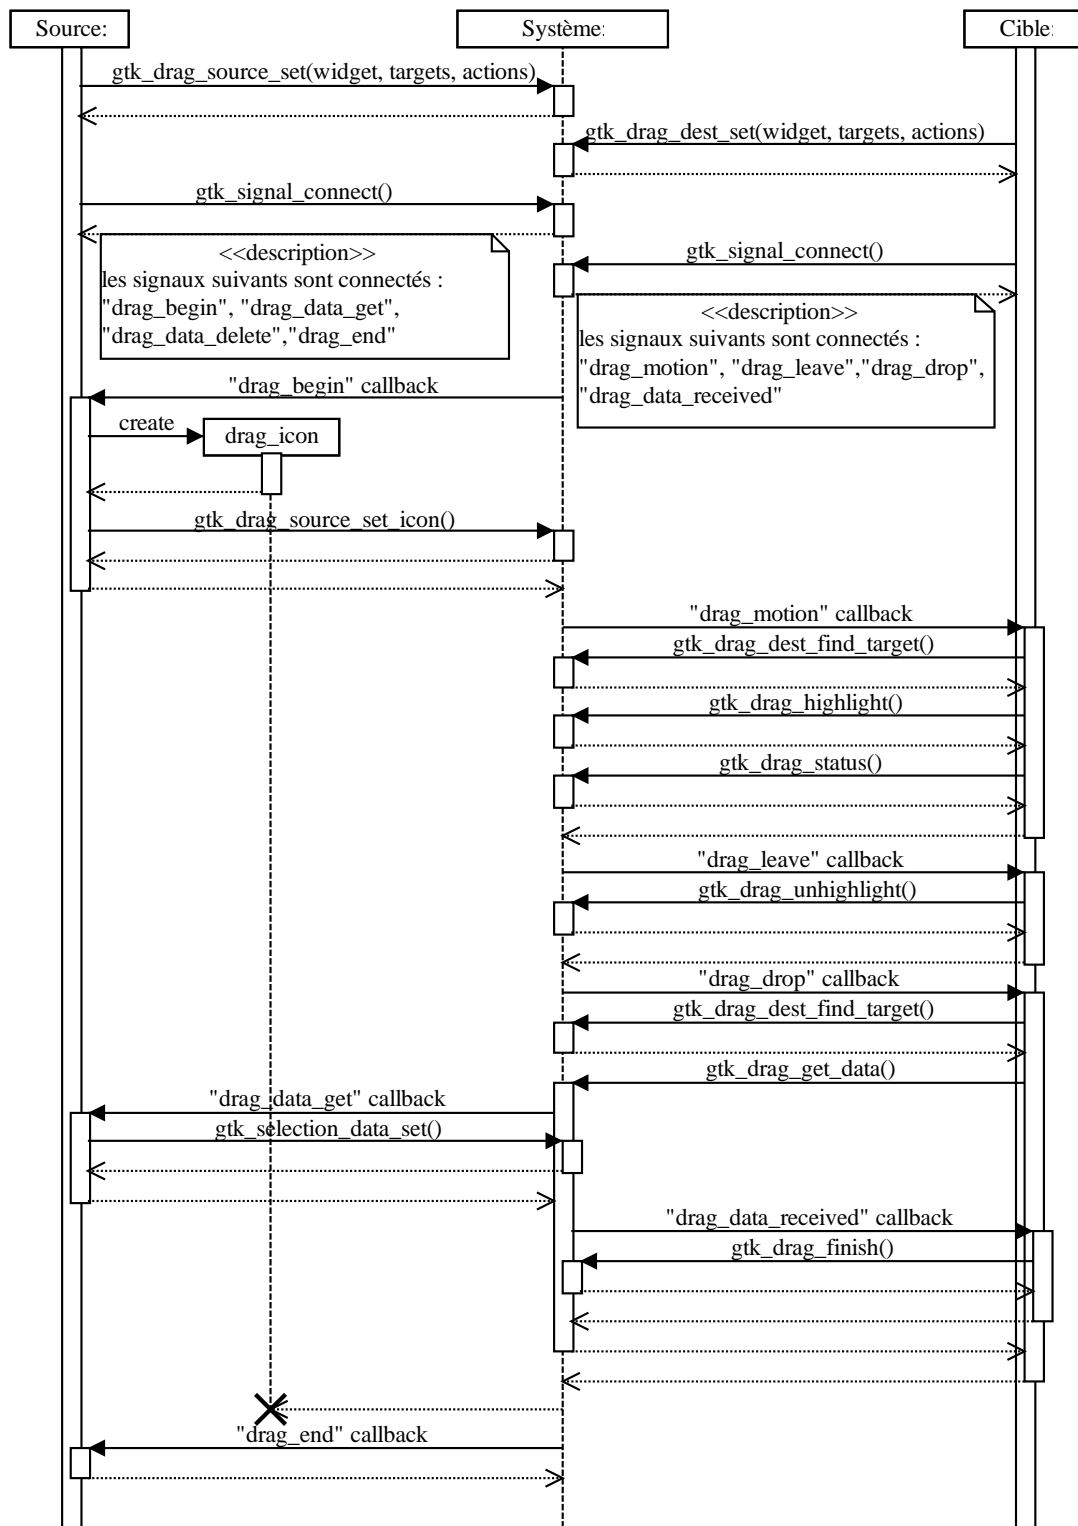 Source:
Système:
Cible:
gtk_drag_source_set(widget, targets, actions)
gtk_drag_dest_set(widget, targets, actions)
gtk_signal_connect()
<<description>>
les signaux suivants sont connectés :
"drag_begin", "drag_data_get",
"drag_data_delete","drag_end"
gtk_signal_connect()
<<description>>
les signaux suivants sont connectés :
"drag_motion", "drag_leave","drag_drop",
"drag_data_received"
"drag_begin" callback
create
drag_icon
gtk_drag_source_set_icon()
"drag_motion" callback
gtk_drag_dest_find_target()
gtk_drag_highlight()
gtk_drag_status()
"drag_leave" callback
gtk_drag_unhighlight()
"drag_drop" callback
gtk_drag_dest_find_target()
gtk_drag_get_data()
"drag_data_get" callback
gtk_selection_data_set()
"drag_data_received" callback
gtk_drag_finish()
"drag_end" callback